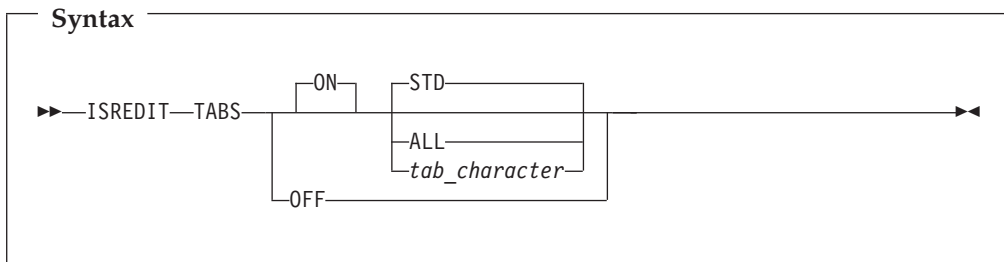 Syntax
ON STD
►►—ISREDIT—TABS ►◄
ALL
tab_character
OFF